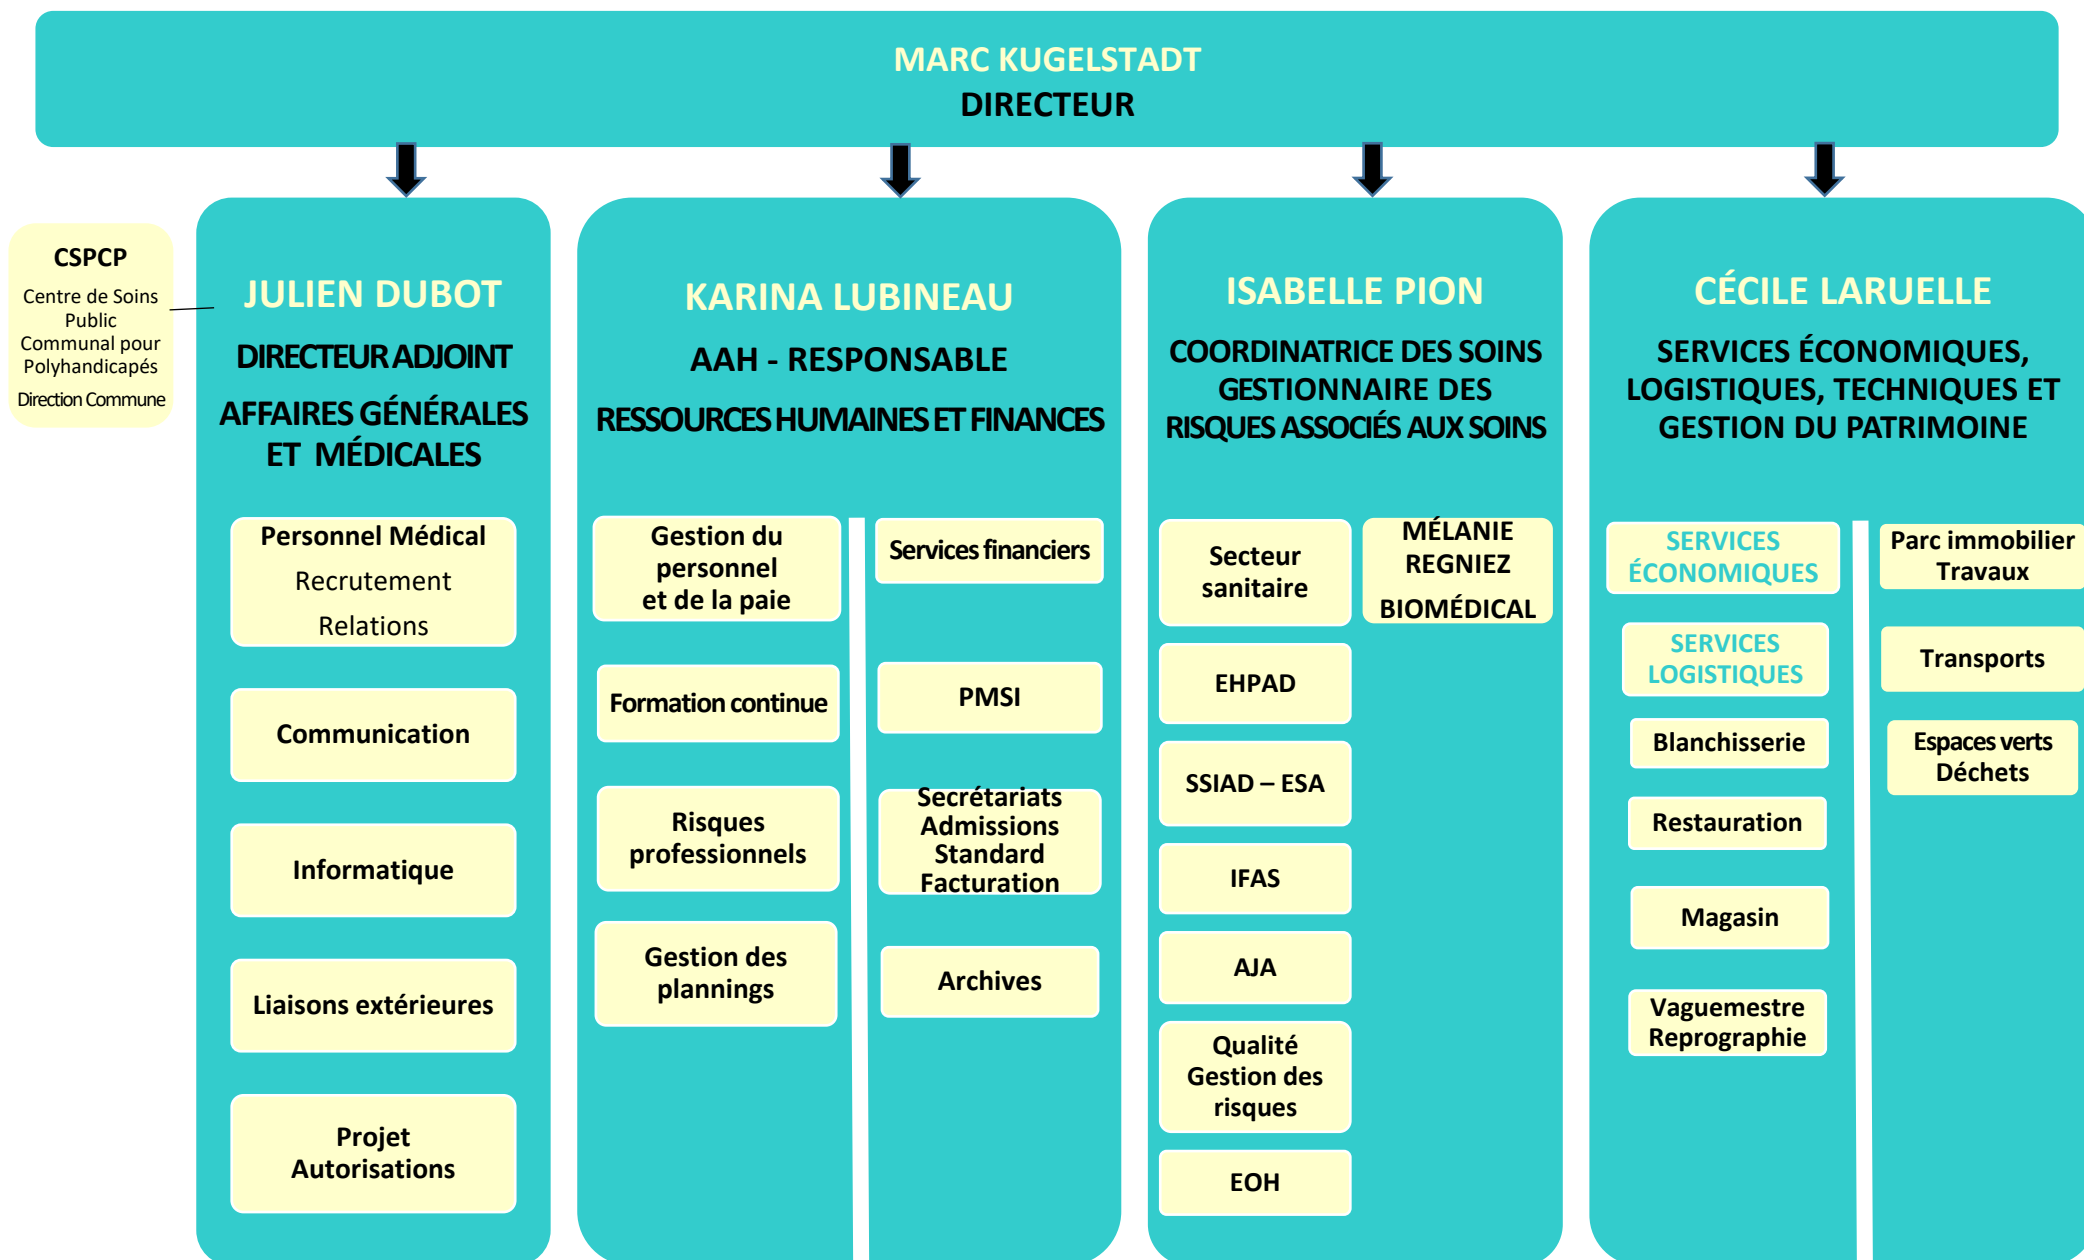 MARC KUGELSTADT
DIRECTEUR
CSPCP
Centre de Soins
Public
Communal pour
Polyhandicapés
Direction Commune
JULIEN DUBOT
DIRECTEUR ADJOINT
AFFAIRES GÉNÉRALES
ET MÉDICALES
Personnel Médical
Recrutement
Relations
Communication
Informatique
Liaisons extérieures
Projet
Autorisations
KARINA LUBINEAU
AAH - RESPONSABLE
RESSOURCES HUMAINES ET FINANCES
Gestion du
personnel
et de la paie
Formation continue
Risques
professionnels
Gestion des
plannings
Services financiers
PMSI
Secrétariats
Admissions
Standard
Facturation
Archives
ISABELLE PION
COORDINATRICE DES SOINS
GESTIONNAIRE DES
RISQUES ASSOCIÉS AUX SOINS
Secteur
sanitaire
EHPAD
SSIAD – ESA
IFAS
AJA
Qualité
Gestion des
risques
EOH
MÉLANIE
REGNIEZ
BIOMÉDICAL
CÉCILE LARUELLE
SERVICES ÉCONOMIQUES,
LOGISTIQUES, TECHNIQUES ET
GESTION DU PATRIMOINE
SERVICES
ÉCONOMIQUES
SERVICES
LOGISTIQUES
Blanchisserie
Restauration
Magasin
Vaguemestre
Reprographie
Parc immobilier
Travaux
Transports
Espaces verts
Déchets